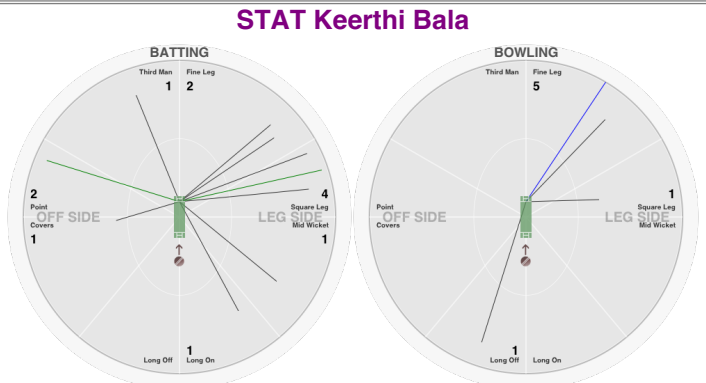 STAT Keerthi Bala
BATTING
Third Man
Fine Leg
1
2
2
Point
OFF SIDE
Covers
1
4
Square Leg
LEG SIDE
Mid Wicket
1
1
Long Off
Long On
BOWLING
Third Man
Fine Leg
5
Point
OFF SIDE
Covers
1
Square Leg
LEG SIDE
Mid Wicket
1
Long Off
Long On